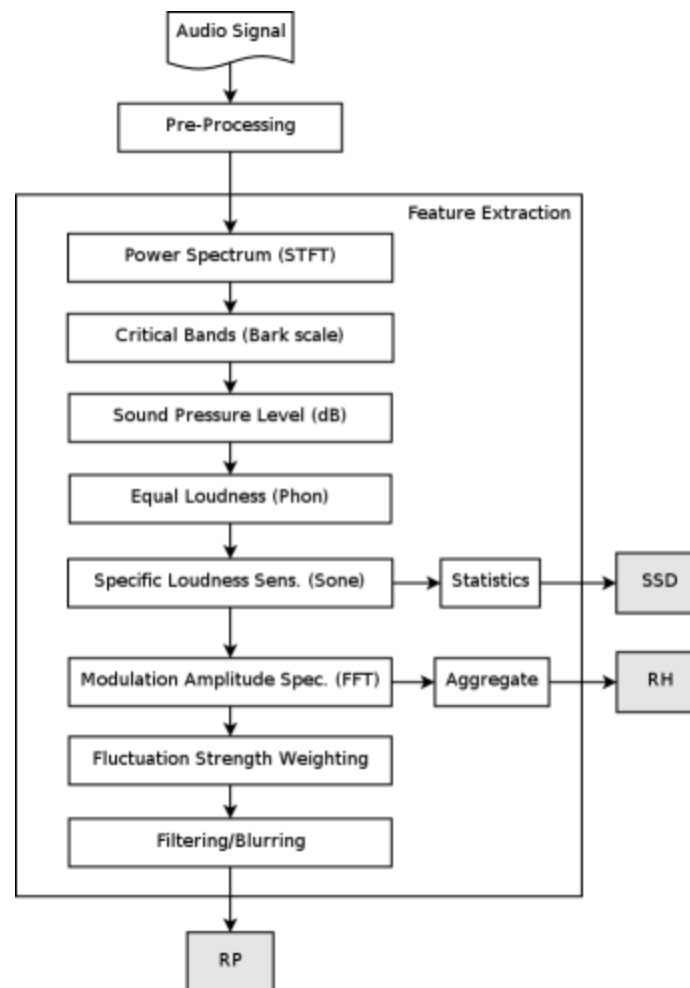 Audio Signal
Pre-Processing
Feature Extraction
Power Spectrum (STFT)
Critical Bands (Bark scale)
Sound Pressure Level (dB)
Equal Loudness (Phon)
Specific Loudness Sens. (Sone)
Statistics
SSD
Modulation Amplitude Spec. (FFT)
Aggregate
RH
Fluctuation Strength Weighting
Filtering/Blurring
RP